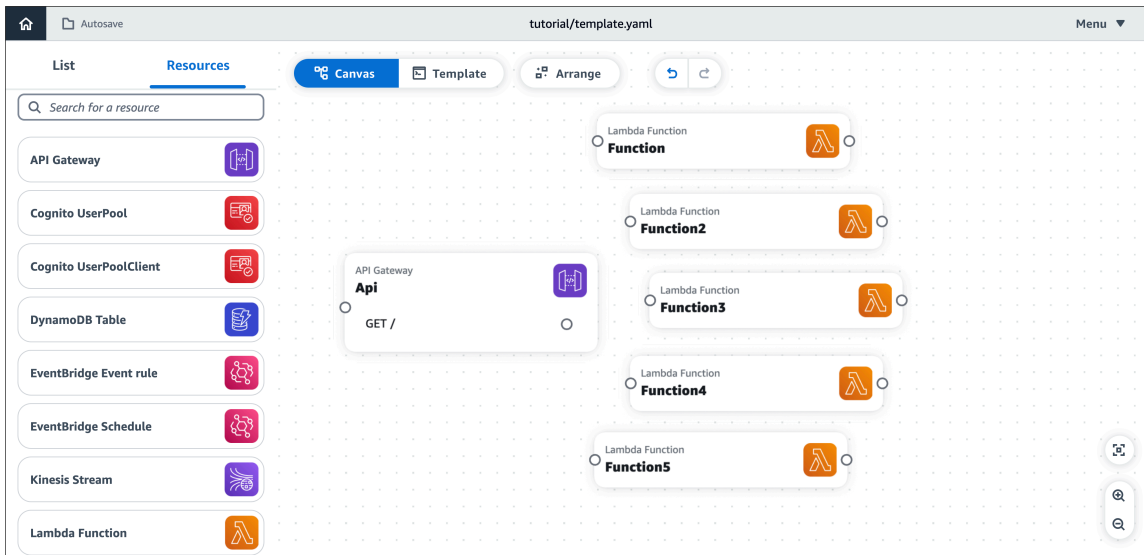 Autosave
tutorial/template.yaml
Menu
List
Resources
Canvas
Template
Arrange
Search for a resource
API Gateway
Cognito UserPool
Cognito UserPoolClient
DynamoDB Table
EventBridge Event rule
EventBridge Schedule
Kinesis Stream
Lambda Function
API Gateway
Api
GET /
Lambda Function
Function
Lambda Function
Function2
Lambda Function
Function3
Lambda Function
Function4
Lambda Function
Function5